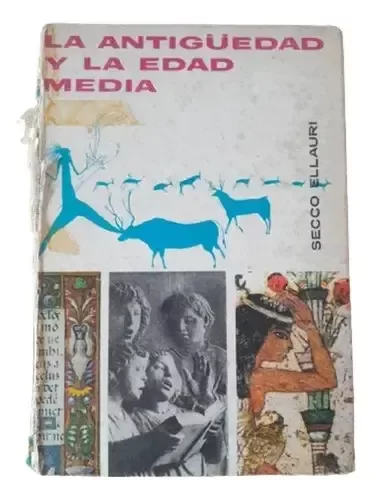 LA ANTIGÜEDAD
Y LA EDAD
MEDIA
SECCO ELLAURI